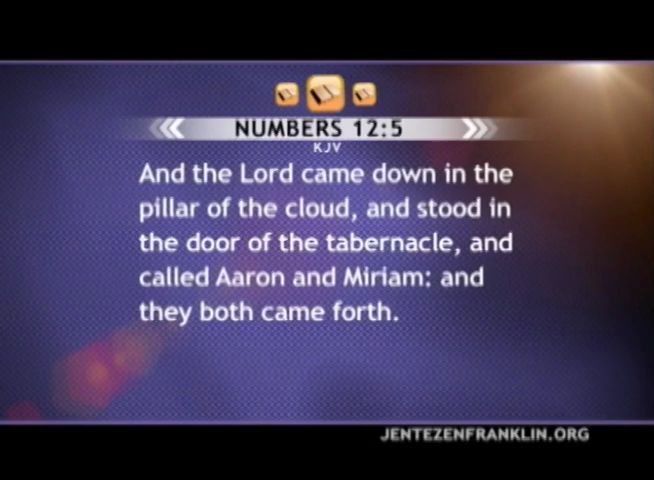 NUMBERS 12:5
KJV
And the Lord came down in the
pillar of the cloud, and stood in
the door of the tabernacle, and
called Aaron and Miriam: and
they both came forth.
JENTEZENFRANKLIN.ORG